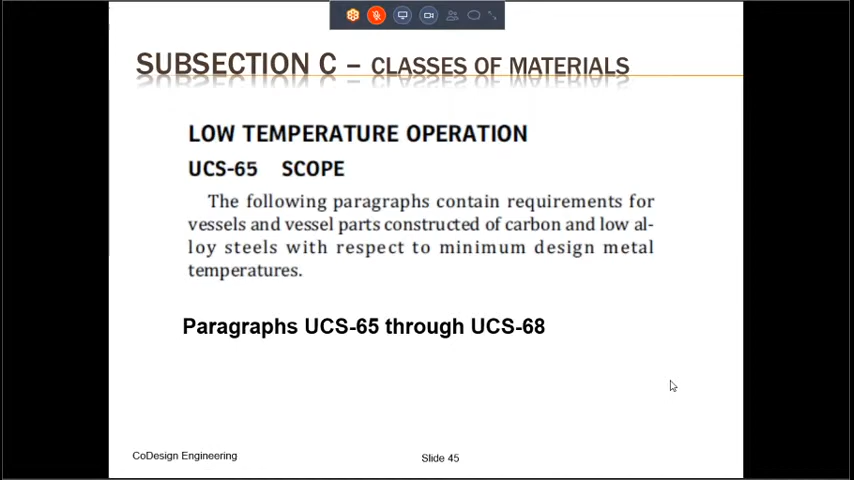 SUBSECTION C – CLASSES OF MATERIALS
LOW TEMPERATURE OPERATION
UCS-65 SCOPE
The following paragraphs contain requirements for
vessels and vessel parts constructed of carbon and low al-
loy steels with respect to minimum design metal
temperatures.
Paragraphs UCS-65 through UCS-68
CoDesign Engineering
Slide 45